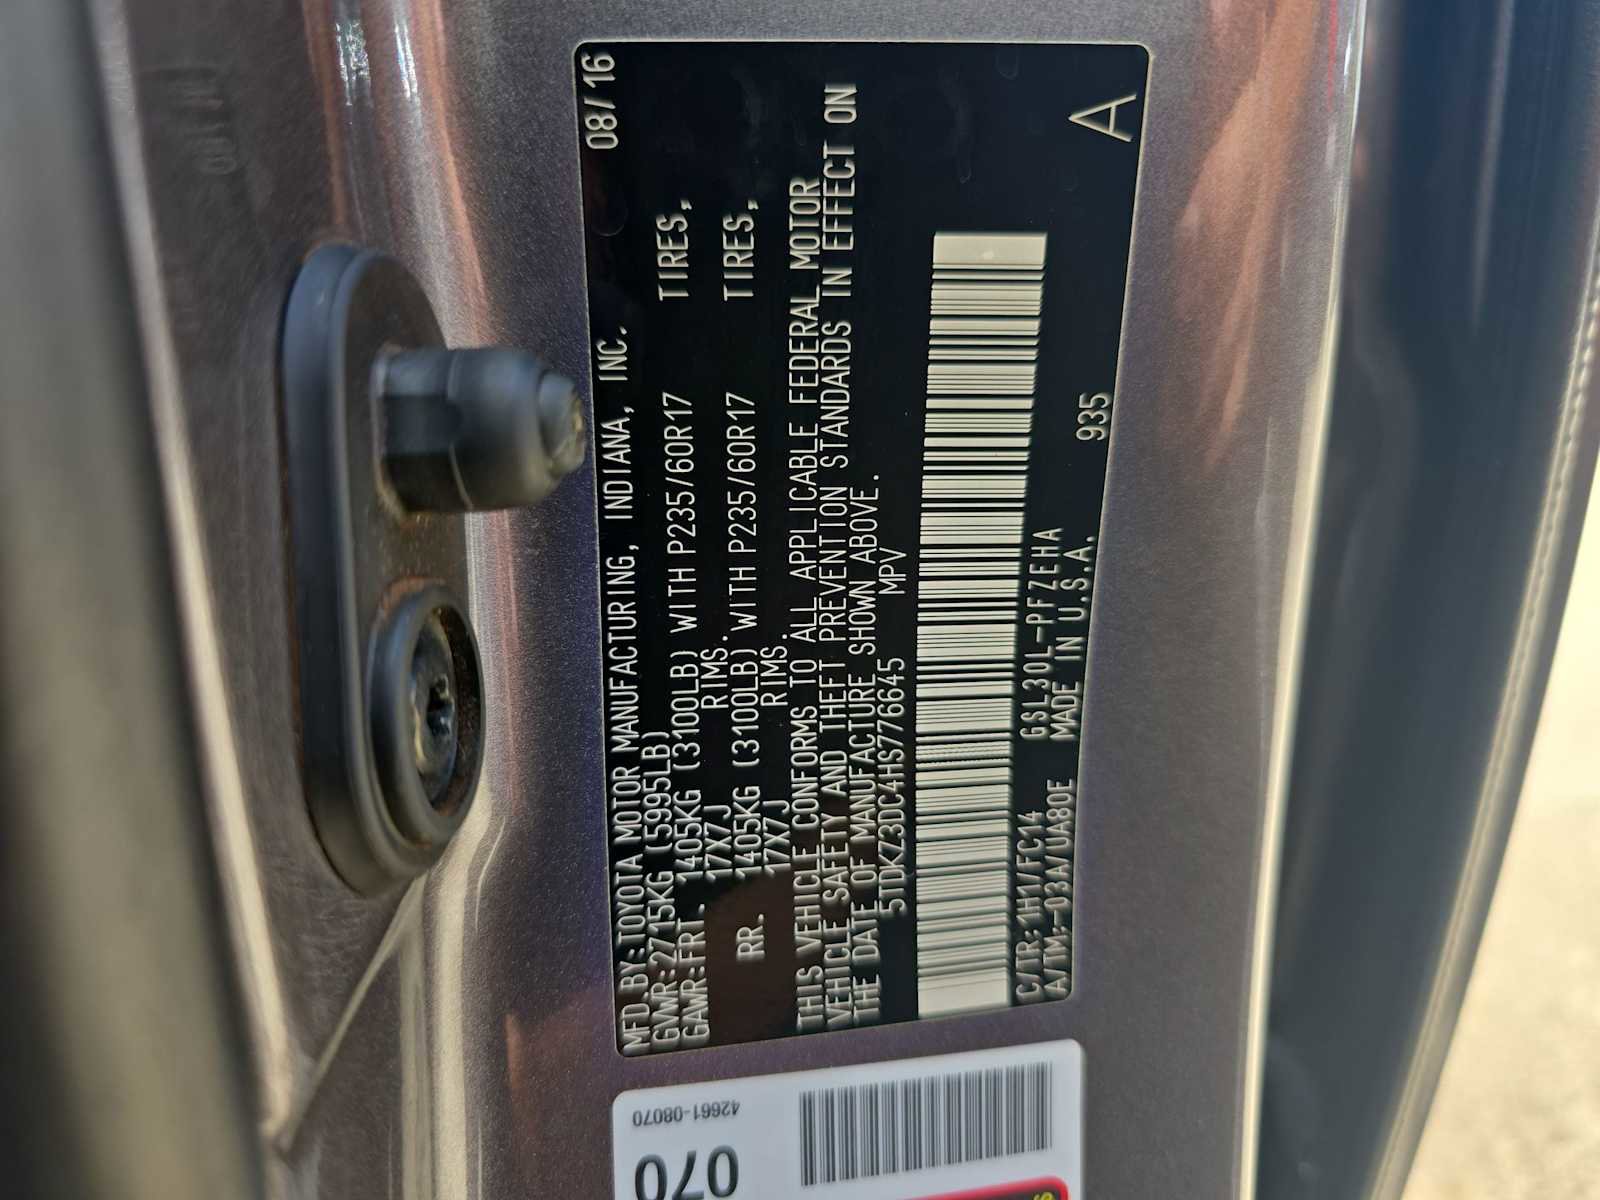 MFD.BY:TOYOTA MOTOR MANUFACTURING, INDIANA, INC. 08/16
GVWR:2715KG (5995LB)
GAWR:FRT. 1405KG (3100LB) WITH P235/60R17 TIRES,
17X7J RIMS.
RR. 1405KG (3100LB) WITH P235/60R17 TIRES,
17X7J RIMS.
THIS VEHICLE CONFORMS TO ALL APPLICABLE FEDERAL MOTOR
VEHICLE SAFETY AND THEFT PREVENTION STANDARDS IN EFFECT ON
THE DATE OF MANUFACTURE SHOWN ABOVE.
5TDKZ3DC4HS776645 MPV
C/TR:1H1/FC14 GSL30L-PFZEHA
A/TM:-03A/UA80E MADE IN U.S.A. 935
A
42661-08070
070